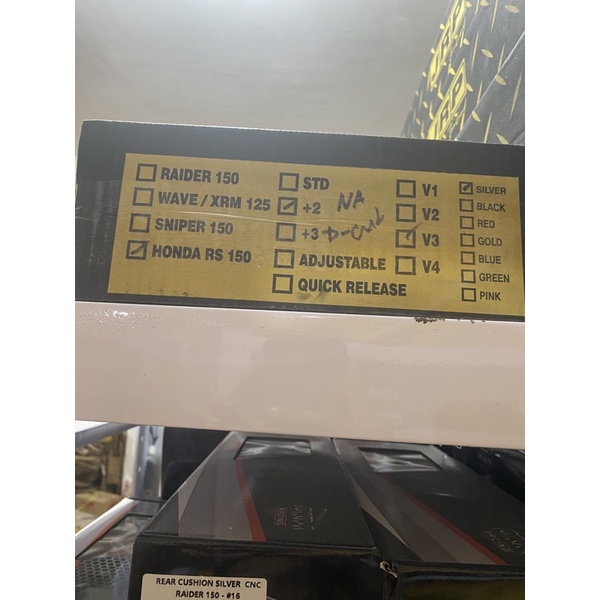 RAIDER 150
WAVE / XRM 125
SNIPER 150
HONDA RS 150
STD
+2 NA
+3 D-CNC
ADJUSTABLE
QUICK RELEASE
V1
V2
V3
V4
SILVER
BLACK
RED
GOLD
BLUE
GREEN
PINK
REAR CUSHION SILVER CNC
RAIDER 150 - #16